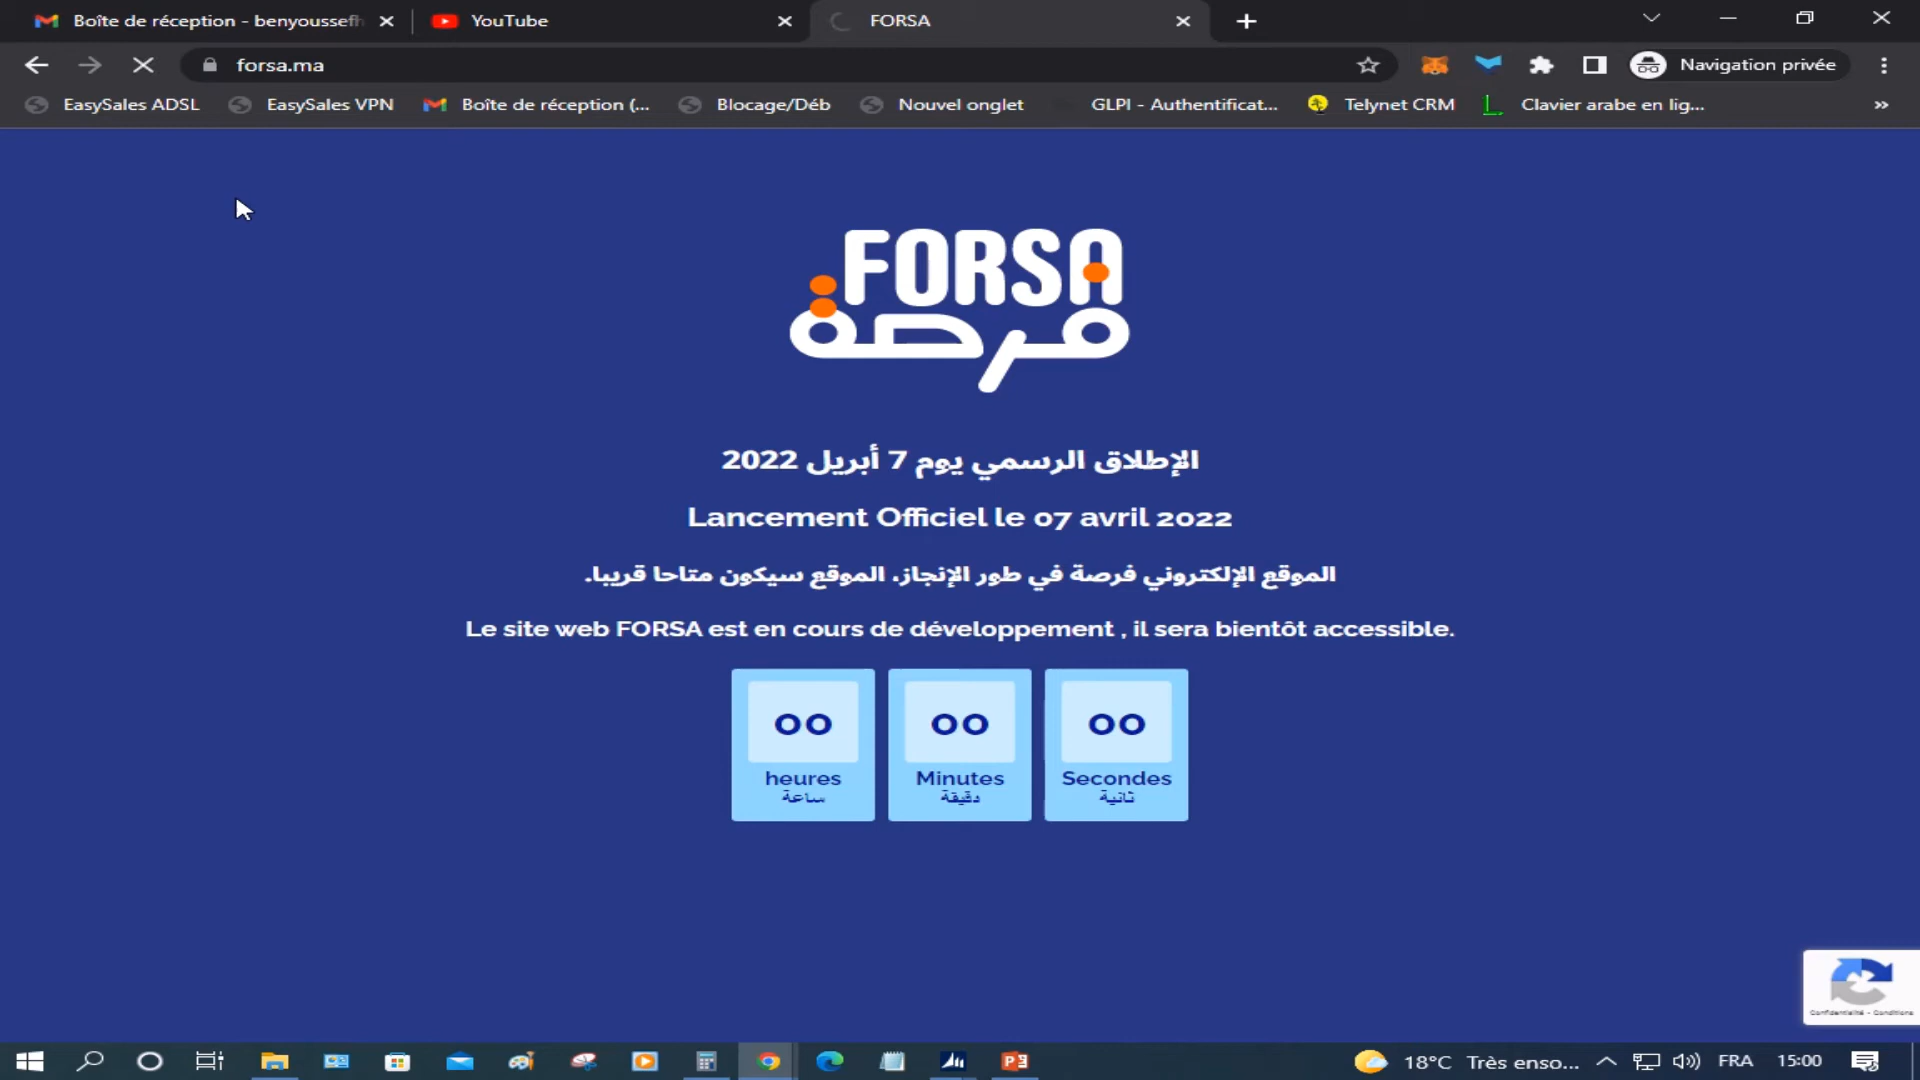 Boîte de réception - benyoussefh
YouTube
FORSA
forsa.ma
Navigation privée
EasySales ADSL
EasySales VPN
Boîte de réception (...
Blocage/Déb
Nouvel onglet
GLPI - Authentificat...
Telynet CRM
Clavier arabe en lig...
»
FORSA
فرصة
الإطلاق الرسمي يوم 7 أبريل 2022
Lancement Officiel le 07 avril 2022
الموقع الإلكتروني فرصة في طور الإنجاز. الموقع سيكون متاحا قريبا.
Le site web FORSA est en cours de développement , il sera bientôt accessible.
00
heures
ساعة
00
Minutes
دقيقة
00
Secondes
ثانية
Confidentialité - Conditions
18°C Très enso...
FRA
15:00